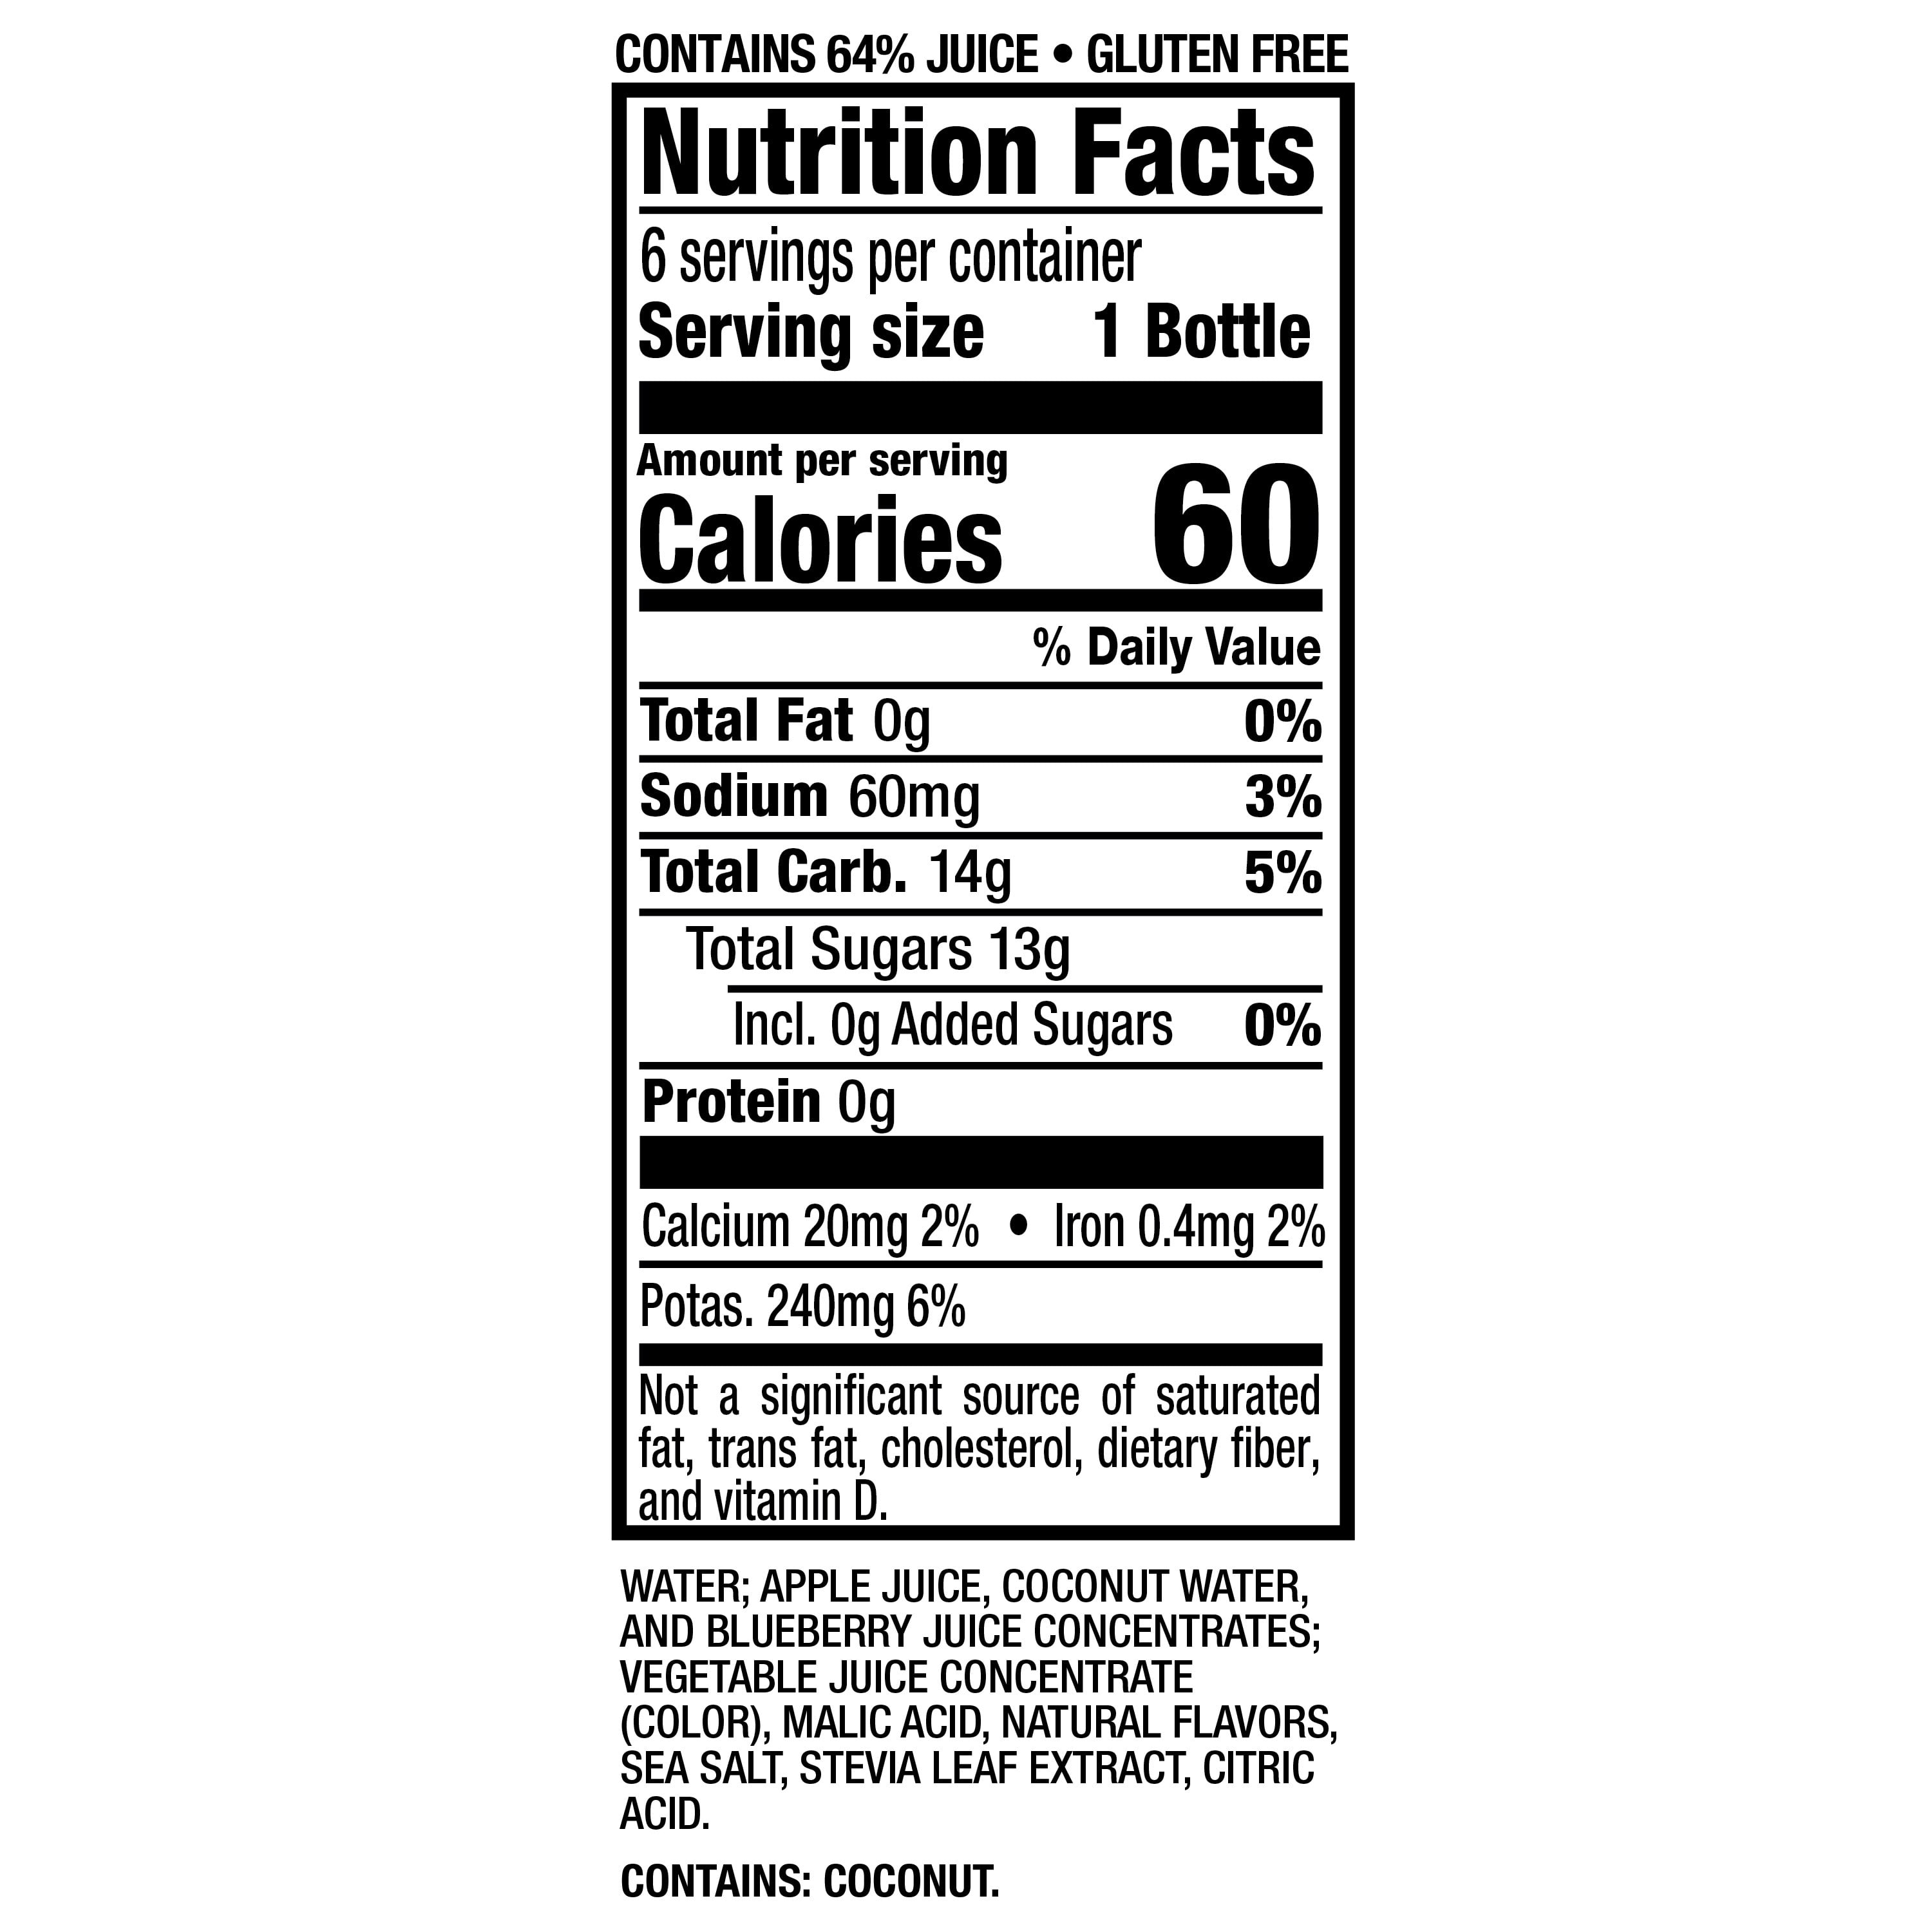 CONTAINS 64% JUICE • GLUTEN FREE
Nutrition Facts
6 servings per container
Serving size 1 Bottle
Amount per serving
Calories 60
% Daily Value
Total Fat 0g 0%
Sodium 60mg 3%
Total Carb. 14g 5%
Total Sugars 13g
Incl. 0g Added Sugars 0%
Protein 0g
Calcium 20mg 2% • Iron 0.4mg 2%
Potas. 240mg 6%
Not a significant source of saturated
fat, trans fat, cholesterol, dietary fiber,
and vitamin D.
WATER; APPLE JUICE, COCONUT WATER,
AND BLUEBERRY JUICE CONCENTRATES;
VEGETABLE JUICE CONCENTRATE
(COLOR), MALIC ACID, NATURAL FLAVORS,
SEA SALT, STEVIA LEAF EXTRACT, CITRIC
ACID.
CONTAINS: COCONUT.